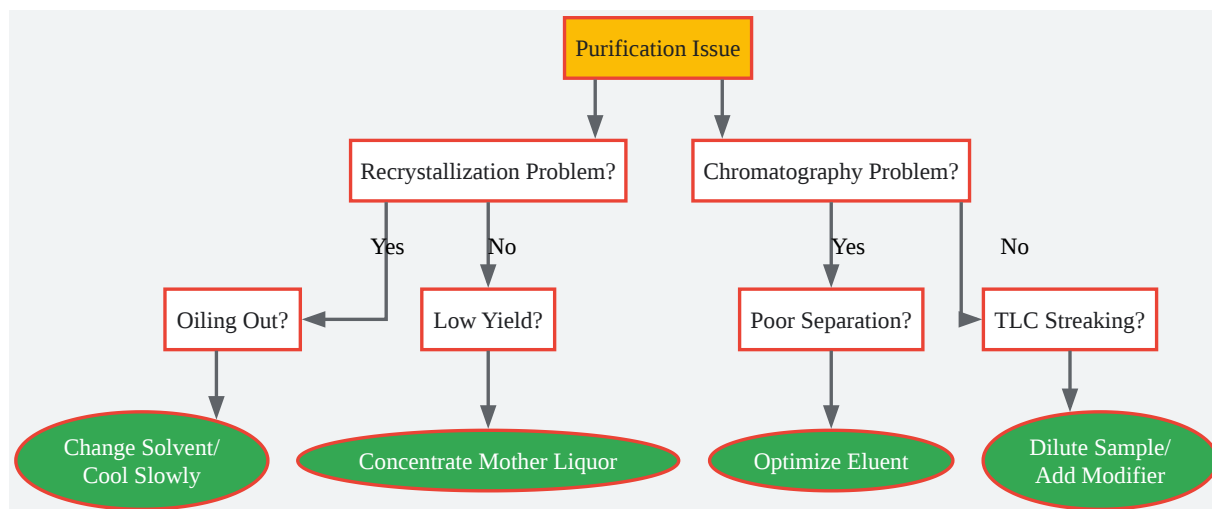 Purification Issue
Recrystallization Problem?
Chromatography Problem?
Yes
No
Yes
No
Oiling Out?
Low Yield?
Poor Separation?
TLC Streaking?
Change Solvent/
Cool Slowly
Concentrate Mother Liquor
Optimize Eluent
Dilute Sample/
Add Modifier